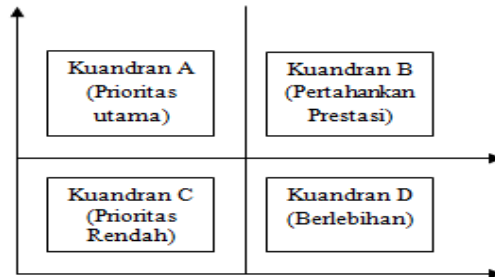 Kuandran A
(Prioritas
utama)
Kuandran B
(Pertahankan
Prestasi)
Kuandran C
(Prioritas
Rendah)
Kuandran D
(Berlebihan)